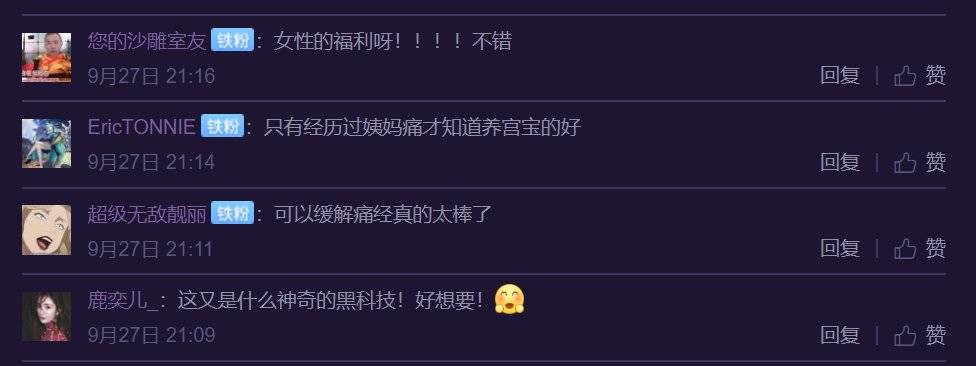 您的沙雕室友 铁粉：女性的福利呀！！！！不错
9月27日 21:16 回复 | 赞
EricTONNIE 铁粉：只有经历过姨妈痛才知道养宫宝的好
9月27日 21:14 回复 | 赞
超级无敌靓丽 铁粉：可以缓解痛经真的太棒了
9月27日 21:11 回复 | 赞
鹿奕儿_：这又是什么神奇的黑科技！好想要！
9月27日 21:09 回复 | 赞